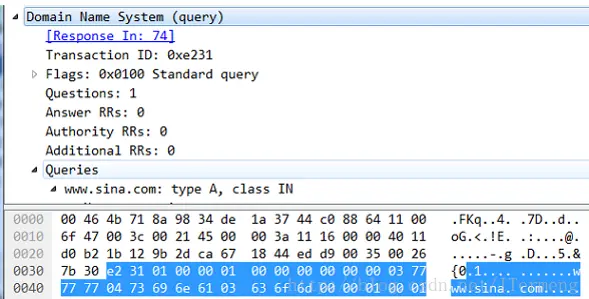 Domain Name System (query)
[Response In: 74]
Transaction ID: 0xe231
Flags: 0x0100 Standard query
Questions: 1
Answer RRs: 0
Authority RRs: 0
Additional RRs: 0
Queries
www.sina.com: type A, class IN
0000 00 46 4b 71 8a 98 34 de 1a 37 44 c0 88 64 11 00 .FKq..4. .7D..d..
0010 6f 47 00 3c 00 21 45 00 00 3a 11 16 00 00 40 11 oG.<.!E. .:....@.
0020 d0 b2 1b 12 9b 2d ca 67 18 44 ed d9 00 35 00 26 .....-.g .D...5.&
0030 7b 30 e2 31 01 00 00 01 00 00 00 00 00 00 03 77 {0.1.... .......w
0040 77 77 04 73 69 6e 61 03 63 6f 6d 00 00 01 00 01 ww.sina. com.....